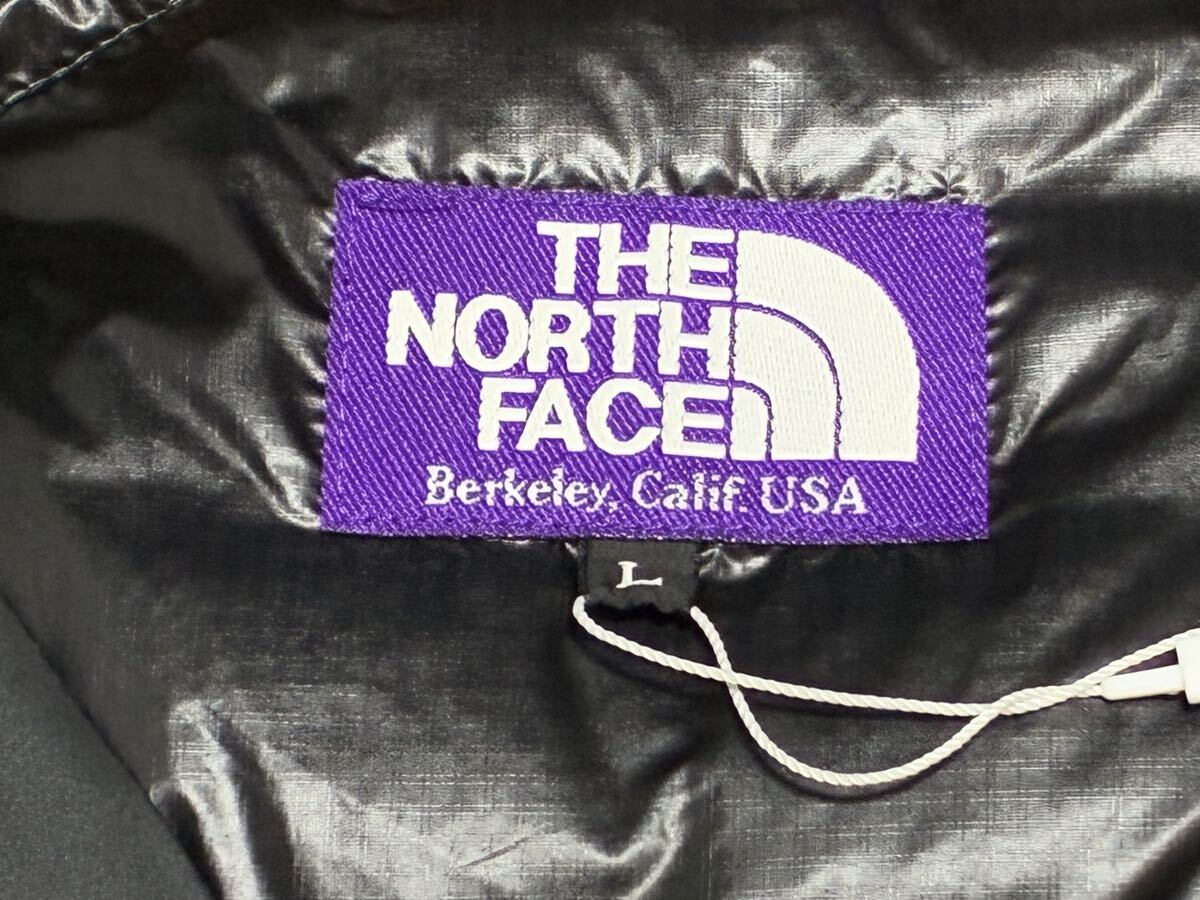 THE
NORTH
FACE
Berkeley, Calif. USA
L